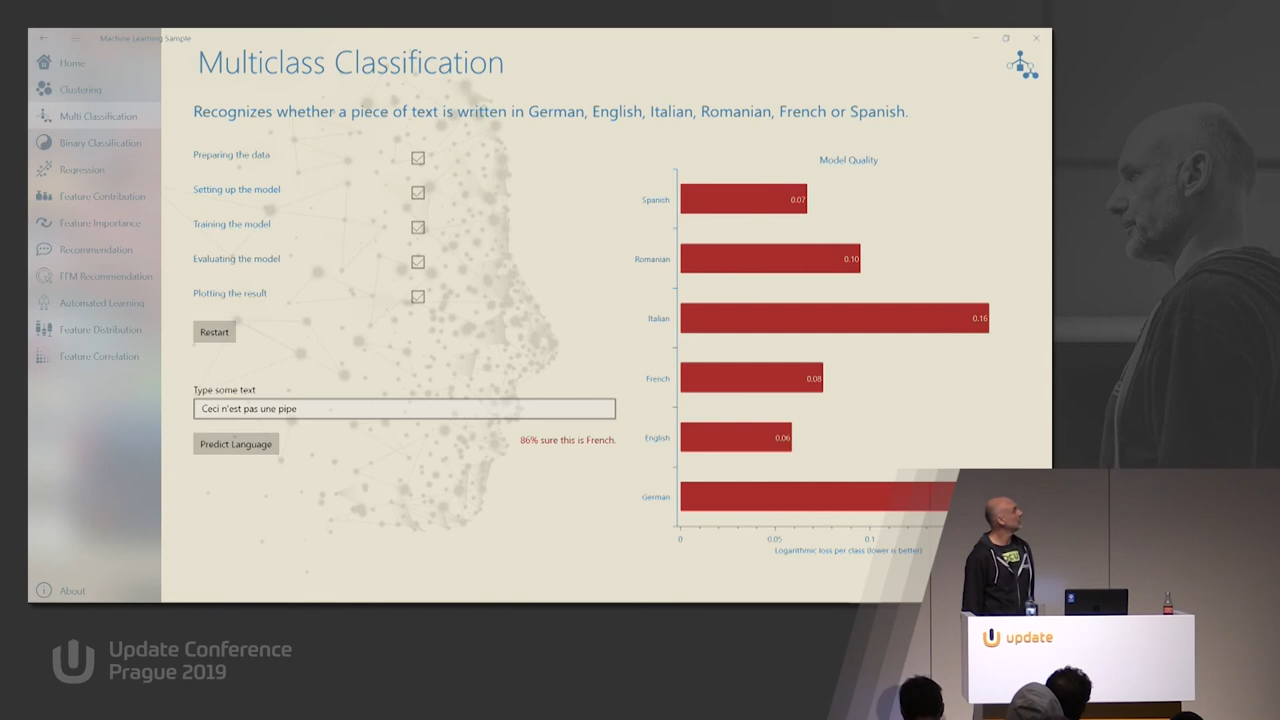 Machine Learning Sample
Home
Clustering
Multi Classification
Binary Classification
Regression
Feature Contribution
Feature Importance
Recommendation
FFM Recommendation
Automated Learning
Feature Distribution
Feature Correlation
About
Multiclass Classification
Recognizes whether a piece of text is written in German, English, Italian, Romanian, French or Spanish.
Preparing the data
Setting up the model
Training the model
Evaluating the model
Plotting the result
Restart
Type some text
Ceci n'est pas une pipe
Predict Language
86% sure this is French.
Model Quality
Spanish 0.07
Romanian 0.10
Italian 0.16
French 0.08
English 0.06
German
0 0.05 0.1
Logarithmic loss per class (lower is better)
Update Conference
Prague 2019
update